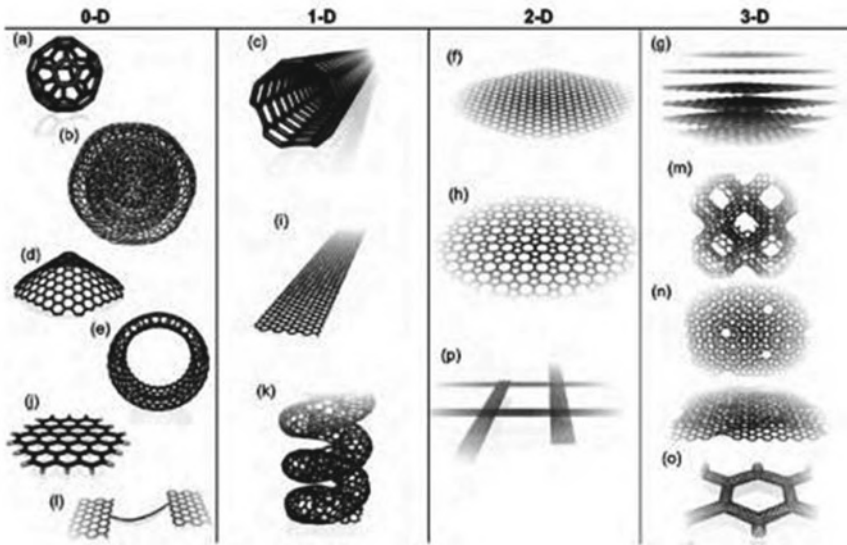 0-D 1-D 2-D 3-D
(a) (c) (f) (g)
(b)
(m)
(d) (i) (h)
(e) (n)
(p)
(j) (k)
(l) (o)